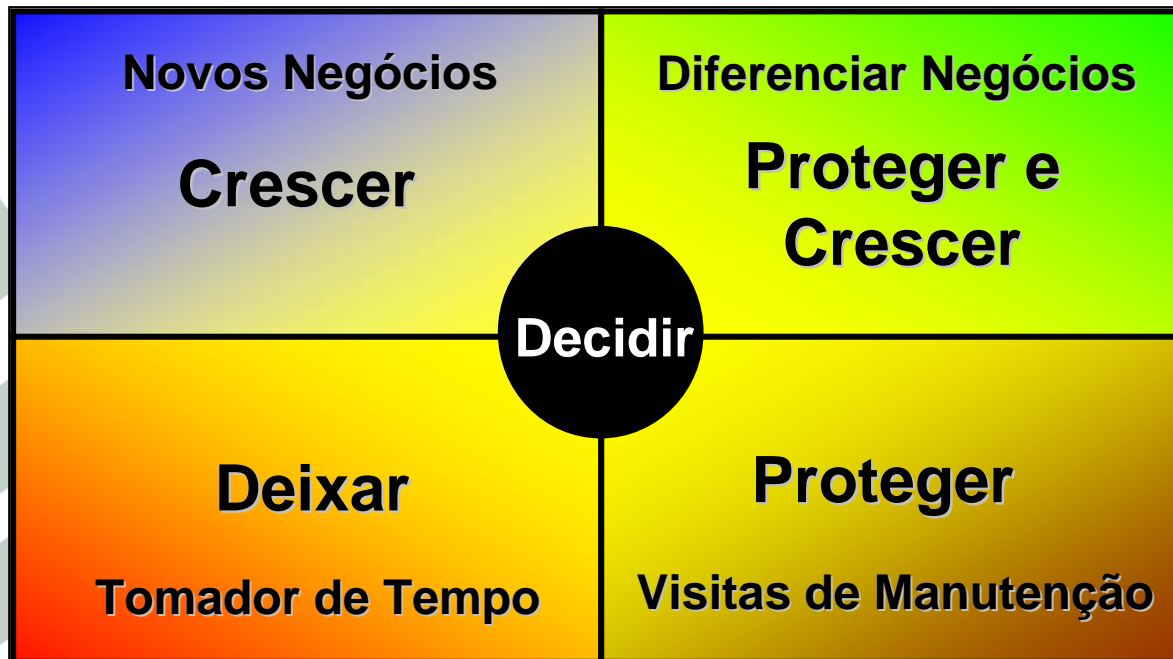 Novos Negócios
Crescer
Diferenciar Negócios
Proteger e
Crescer
Decidir
Deixar
Tomador de Tempo
Proteger
Visitas de Manutenção